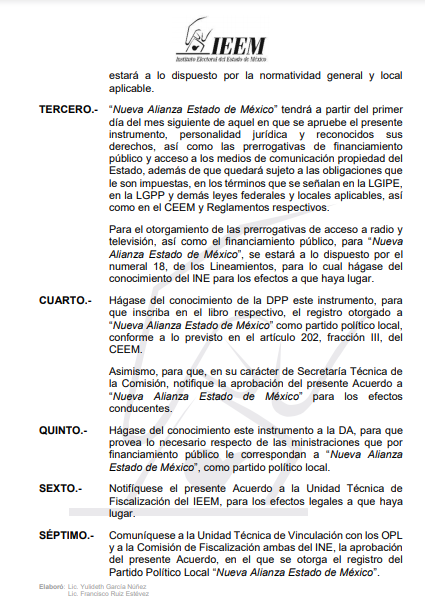 IEEM
Instituto Electoral del Estado de México
estará a lo dispuesto por la normatividad general y local
aplicable.
TERCERO.- “Nueva Alianza Estado de México” tendrá a partir del primer
día del mes siguiente de aquel en que se apruebe el presente
instrumento, personalidad jurídica y reconocidos sus
derechos, así como las prerrogativas de financiamiento
público y acceso a los medios de comunicación propiedad del
Estado, además de que quedará sujeto a las obligaciones que
le son impuestas, en los términos que se señalan en la LGIPE,
en la LGPP y demás leyes federales y locales aplicables, así
como en el CEEM y Reglamentos respectivos.
Para el otorgamiento de las prerrogativas de acceso a radio y
televisión, así como el financiamiento público, para “Nueva
Alianza Estado de México”, se estará a lo dispuesto por el
numeral 18, de los Lineamientos, para lo cual hágase del
conocimiento del INE para los efectos a que haya lugar.
CUARTO.- Hágase del conocimiento de la DPP este instrumento, para
que inscriba en el libro respectivo, el registro otorgado a
“Nueva Alianza Estado de México” como partido político local,
conforme a lo previsto en el artículo 202, fracción III, del
CEEM.
Asimismo, para que, en su carácter de Secretaría Técnica de
la Comisión, notifique la aprobación del presente Acuerdo a
“Nueva Alianza Estado de México” para los efectos
conducentes.
QUINTO.- Hágase del conocimiento este instrumento a la DA, para que
provea lo necesario respecto de las ministraciones que por
financiamiento público le correspondan a “Nueva Alianza
Estado de México”, como partido político local.
SEXTO.- Notifíquese el presente Acuerdo a la Unidad Técnica de
Fiscalización del IEEM, para los efectos legales a que haya
lugar.
SÉPTIMO.- Comuníquese a la Unidad Técnica de Vinculación con los OPL
y a la Comisión de Fiscalización ambas del INE, la aprobación
del presente Acuerdo, en el que se otorga el registro del
Partido Político Local “Nueva Alianza Estado de México”.
Elaboró: Lic. Yulideth García Núñez
Lic. Francisco Ruiz Estévez